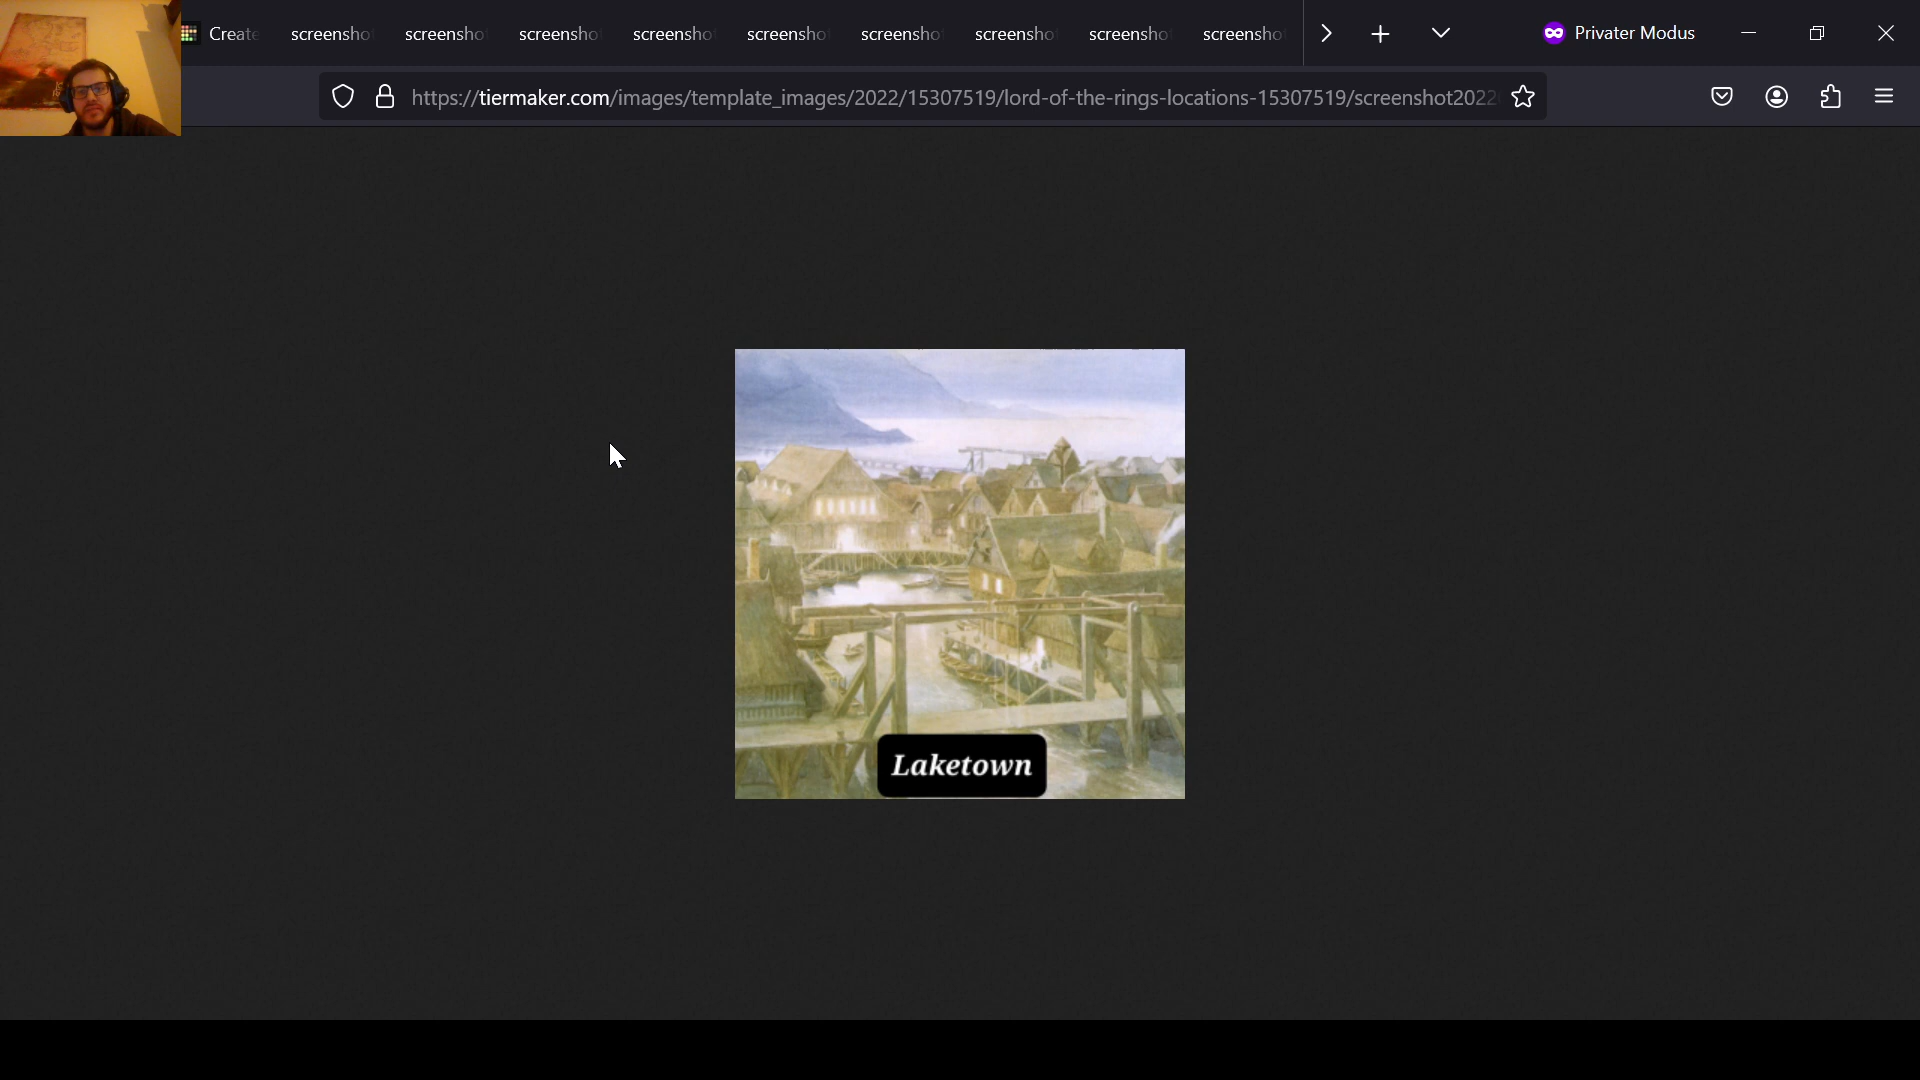 Create
screensho
screensho
screensho
screensho
screensho
screensho
screensho
screensho
screensho
Privater Modus
https://tiermaker.com/images/template_images/2022/15307519/lord-of-the-rings-locations-15307519/screenshot2022
Laketown